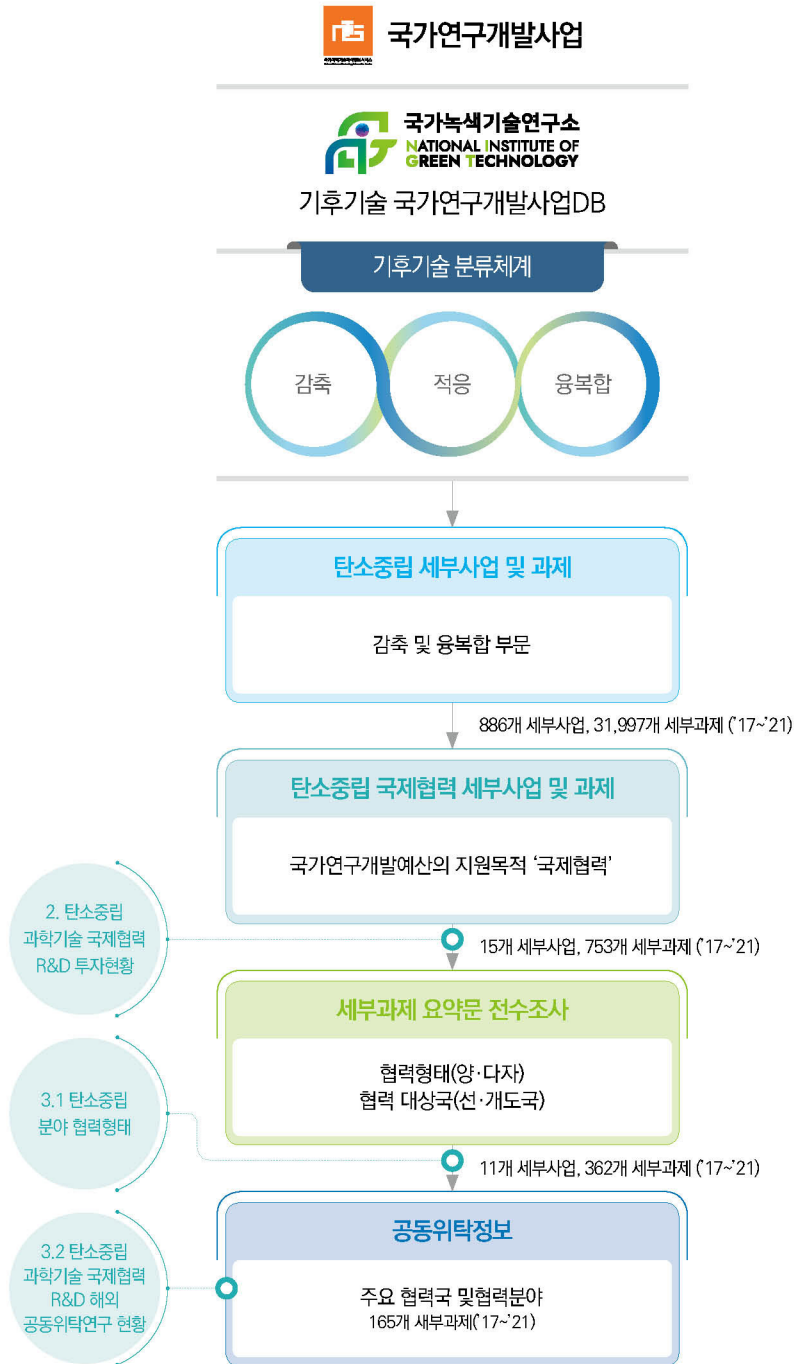 국가연구개발사업
국가녹색기술연구소
NATIONAL INSTITUTE OF
GREEN TECHNOLOGY
기후기술 국가연구개발사업DB
기후기술 분류체계
감축
적응
융복합
탄소중립 세부사업 및 과제
감축 및 융복합 부문
886개 세부사업, 31,997개 세부과제 ('17~'21)
탄소중립 국제협력 세부사업 및 과제
국가연구개발예산의 지원목적 ‘국제협력’
2. 탄소중립
과학기술 국제협력
R&D 투자현황
15개 세부사업, 753개 세부과제 ('17~'21)
세부과제 요약문 전수조사
협력형태(양·다자)
협력 대상국(선·개도국)
3.1 탄소중립
분야 협력형태
11개 세부사업, 362개 세부과제 ('17~'21)
공동위탁정보
주요 협력국 및협력분야
165개 새부과제('17~'21)
3.2 탄소중립
과학기술 국제협력
R&D 해외
공동위탁연구 현황